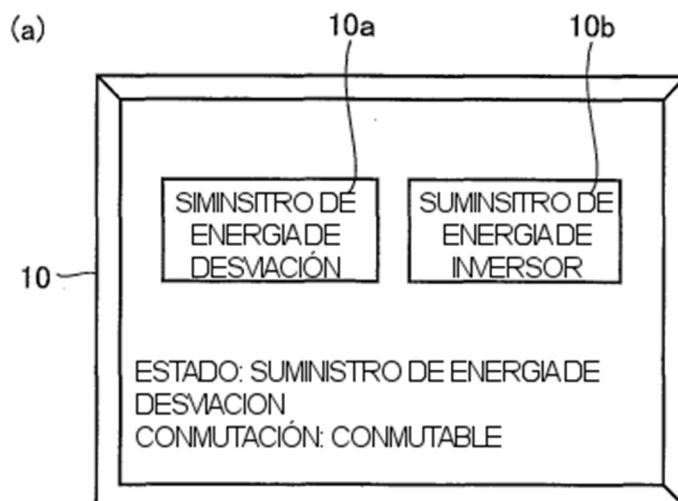 (a)
10a
10b
SIMINSITRO DE
ENERGIA DE
DESVIACIÓN
SUMINSITRO DE
ENERGIA DE
INVERSOR
10
ESTADO: SUMINISTRO DE ENERGIA DE
DESVIACION
CONMUTACIÓN: CONMUTABLE